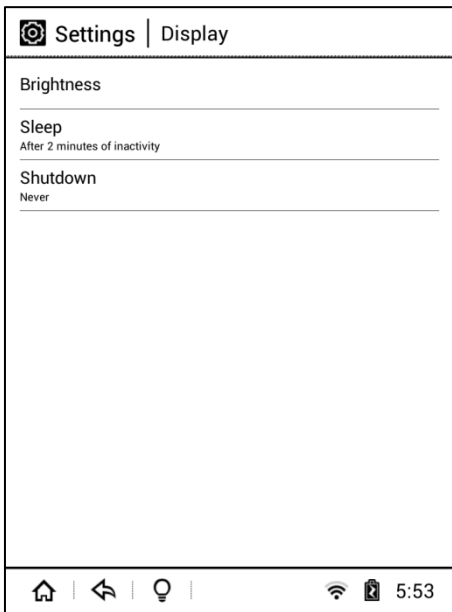 Settings | Display
Brightness
Sleep
After 2 minutes of inactivity
Shutdown
Never
5:53